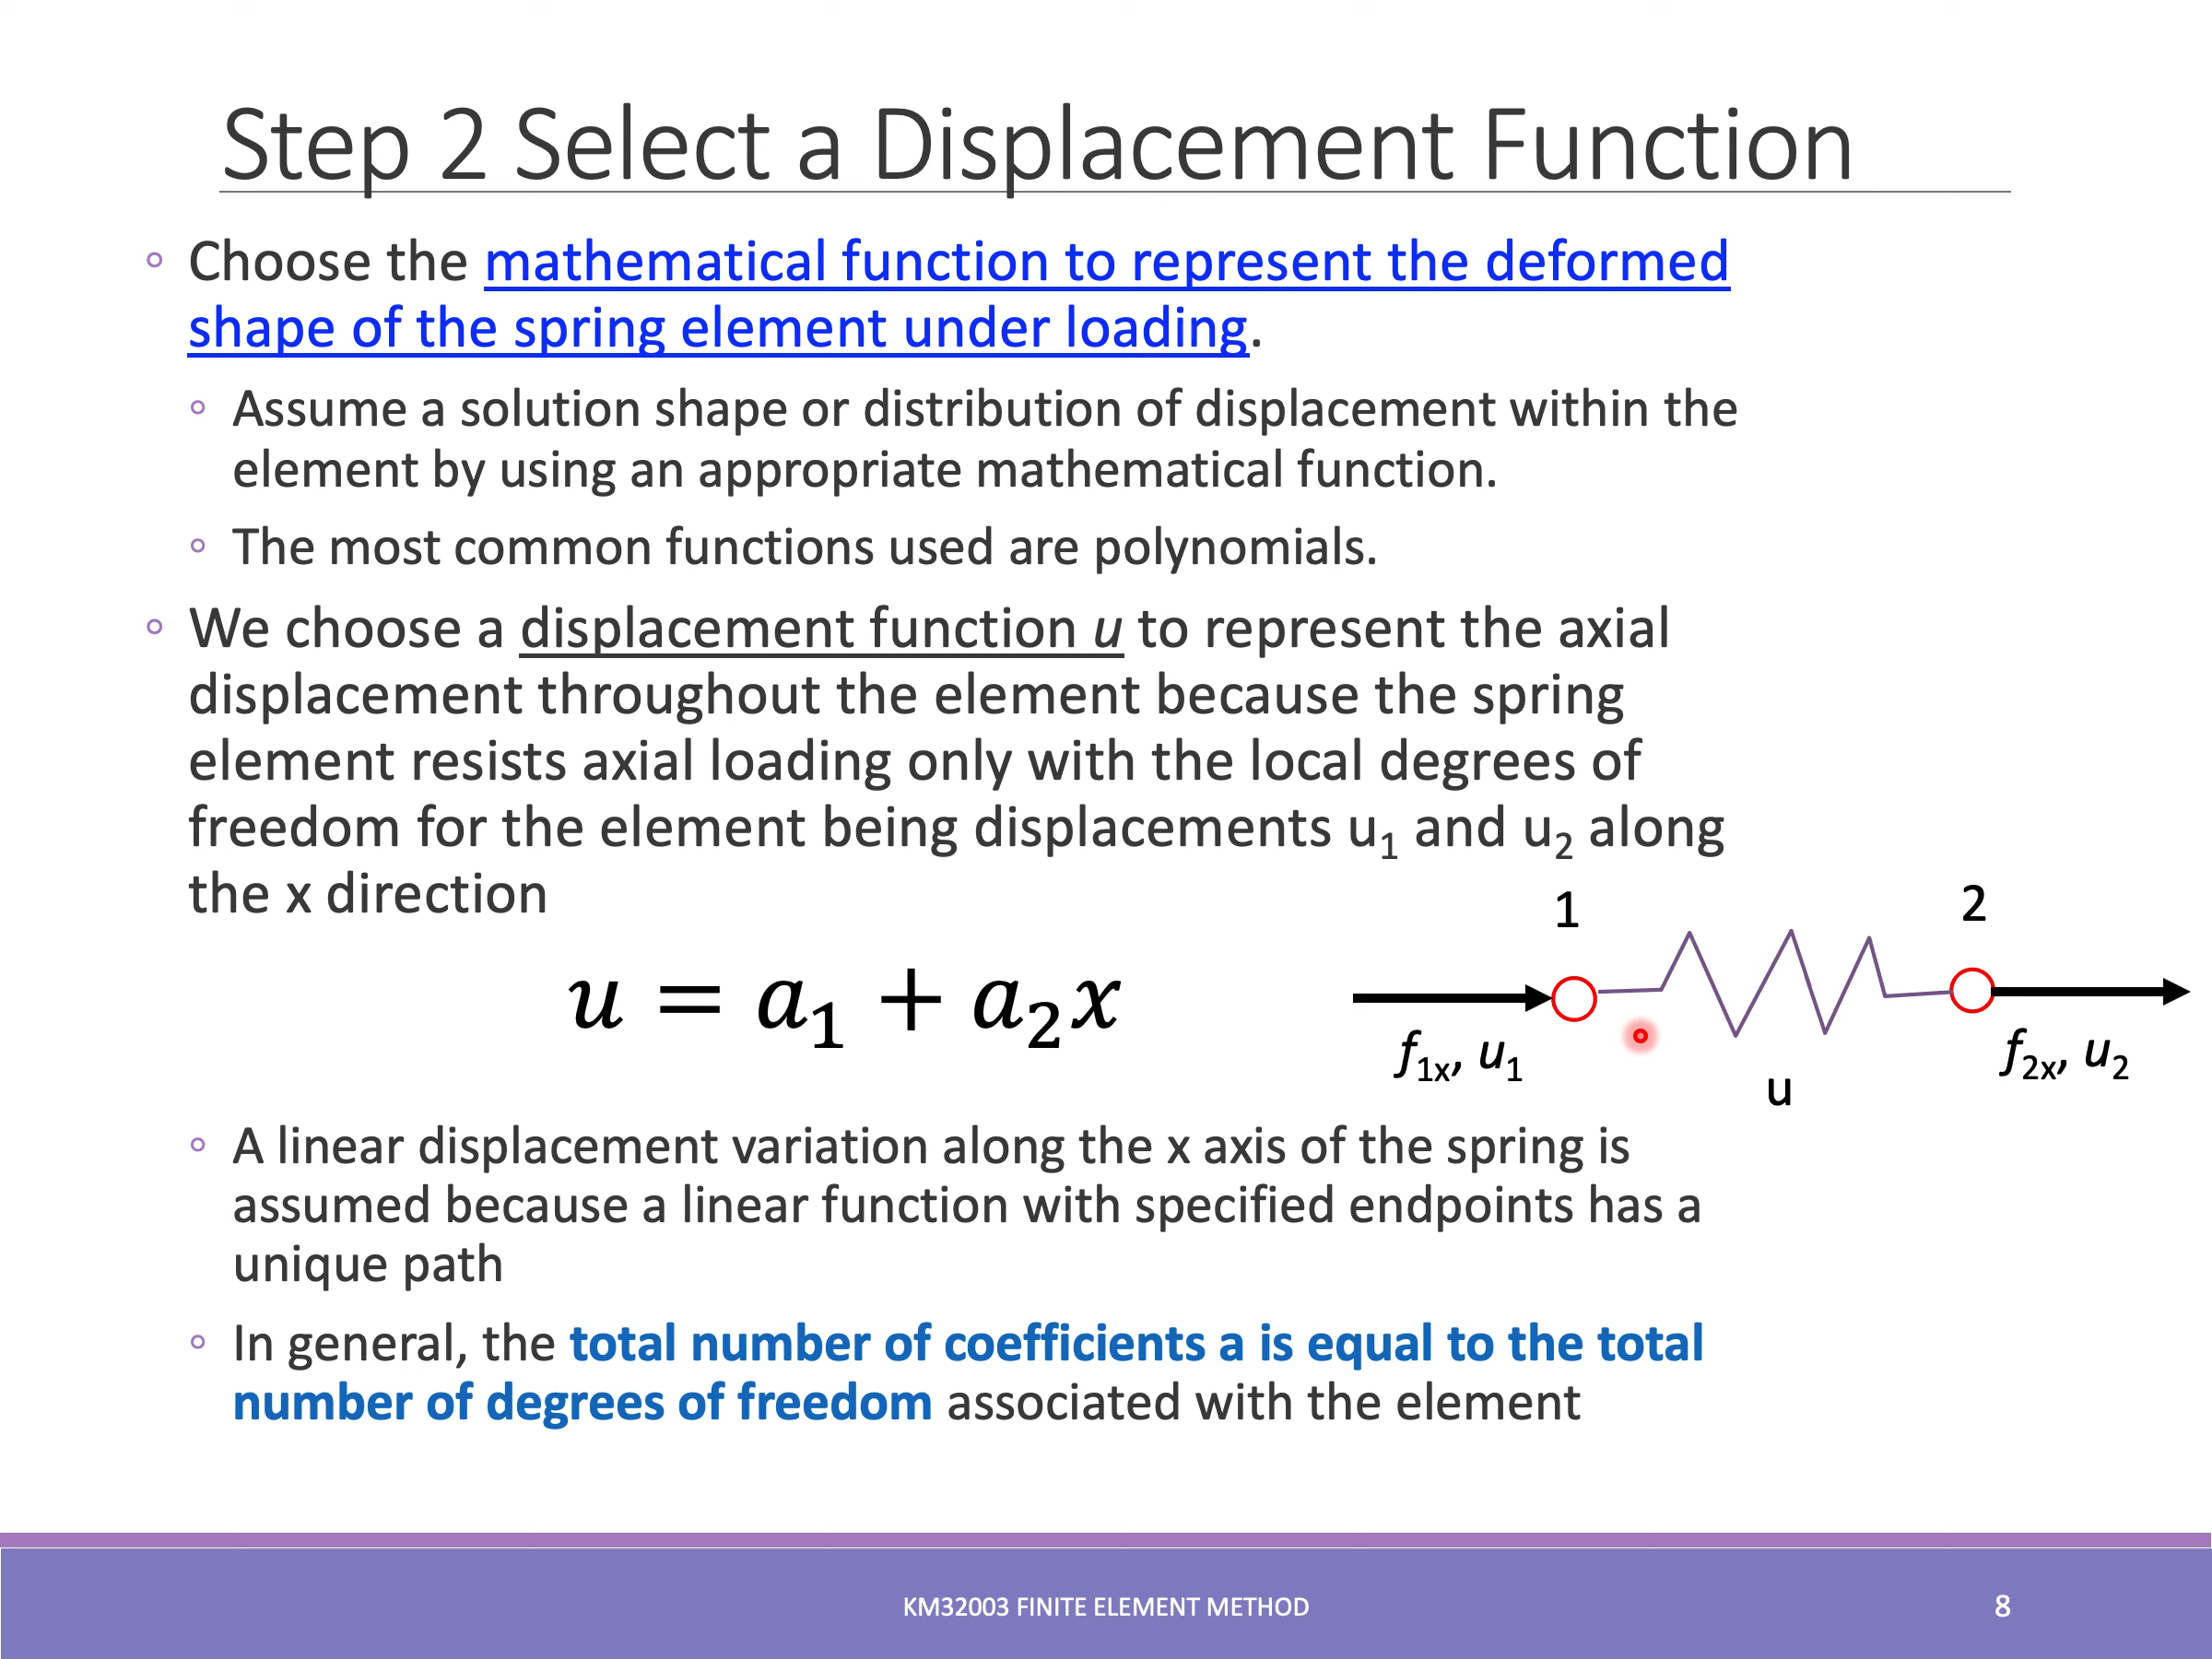 Step 2 Select a Displacement Function
◦ Choose the mathematical function to represent the deformed
shape of the spring element under loading.
◦ Assume a solution shape or distribution of displacement within the
element by using an appropriate mathematical function.
◦ The most common functions used are polynomials.
◦ We choose a displacement function u to represent the axial
displacement throughout the element because the spring
element resists axial loading only with the local degrees of
freedom for the element being displacements u₁ and u₂ along
the x direction
u = a₁ + a₂x
1
2
f₁ₓ, u₁
u
f₂ₓ, u₂
◦ A linear displacement variation along the x axis of the spring is
assumed because a linear function with specified endpoints has a
unique path
◦ In general, the total number of coefficients a is equal to the total
number of degrees of freedom associated with the element
KM32003 FINITE ELEMENT METHOD
8